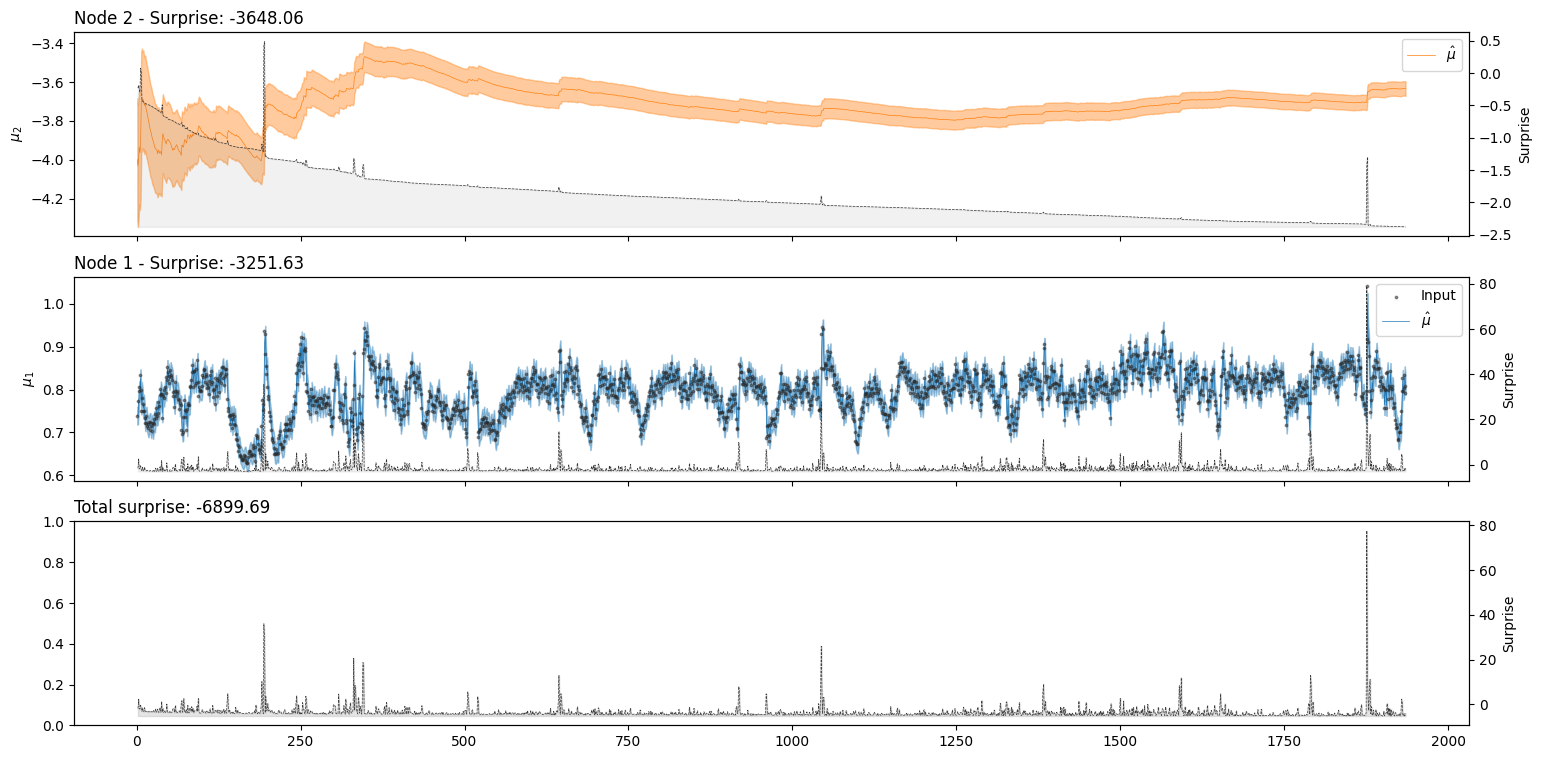 Node 2 - Surprise: -3648.06
−3.4
−3.6
−3.8
−4.0
−4.2
μ2
μ̂
0.5
0.0
−0.5
−1.0
−1.5
−2.0
−2.5
Surprise
Node 1 - Surprise: -3251.63
1.0
0.9
0.8
0.7
0.6
μ1
Input
μ̂
80
60
40
20
0
Surprise
Total surprise: -6899.69
1.0
0.8
0.6
0.4
0.2
0.0
80
60
40
20
0
Surprise
0 250 500 750 1000 1250 1500 1750 2000